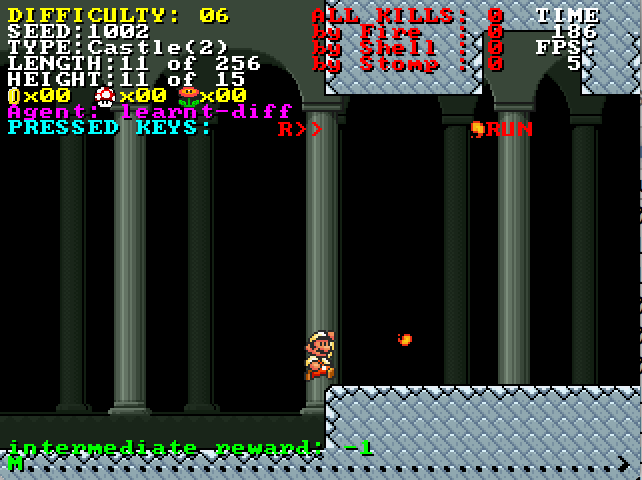 DIFFICULTY: 06
SEED:1002
TYPE:Castle(2)
LENGTH:11 of 256
HEIGHT:11 of 15
x00 x00 x00
Agent: learnt-diff
PRESSED KEYS: R>> RUN
ALL KILLS: 0
by Fire : 0
by Shell : 0
by Stomp : 0
TIME
186
FPS:
5
intermediate reward: -1
M